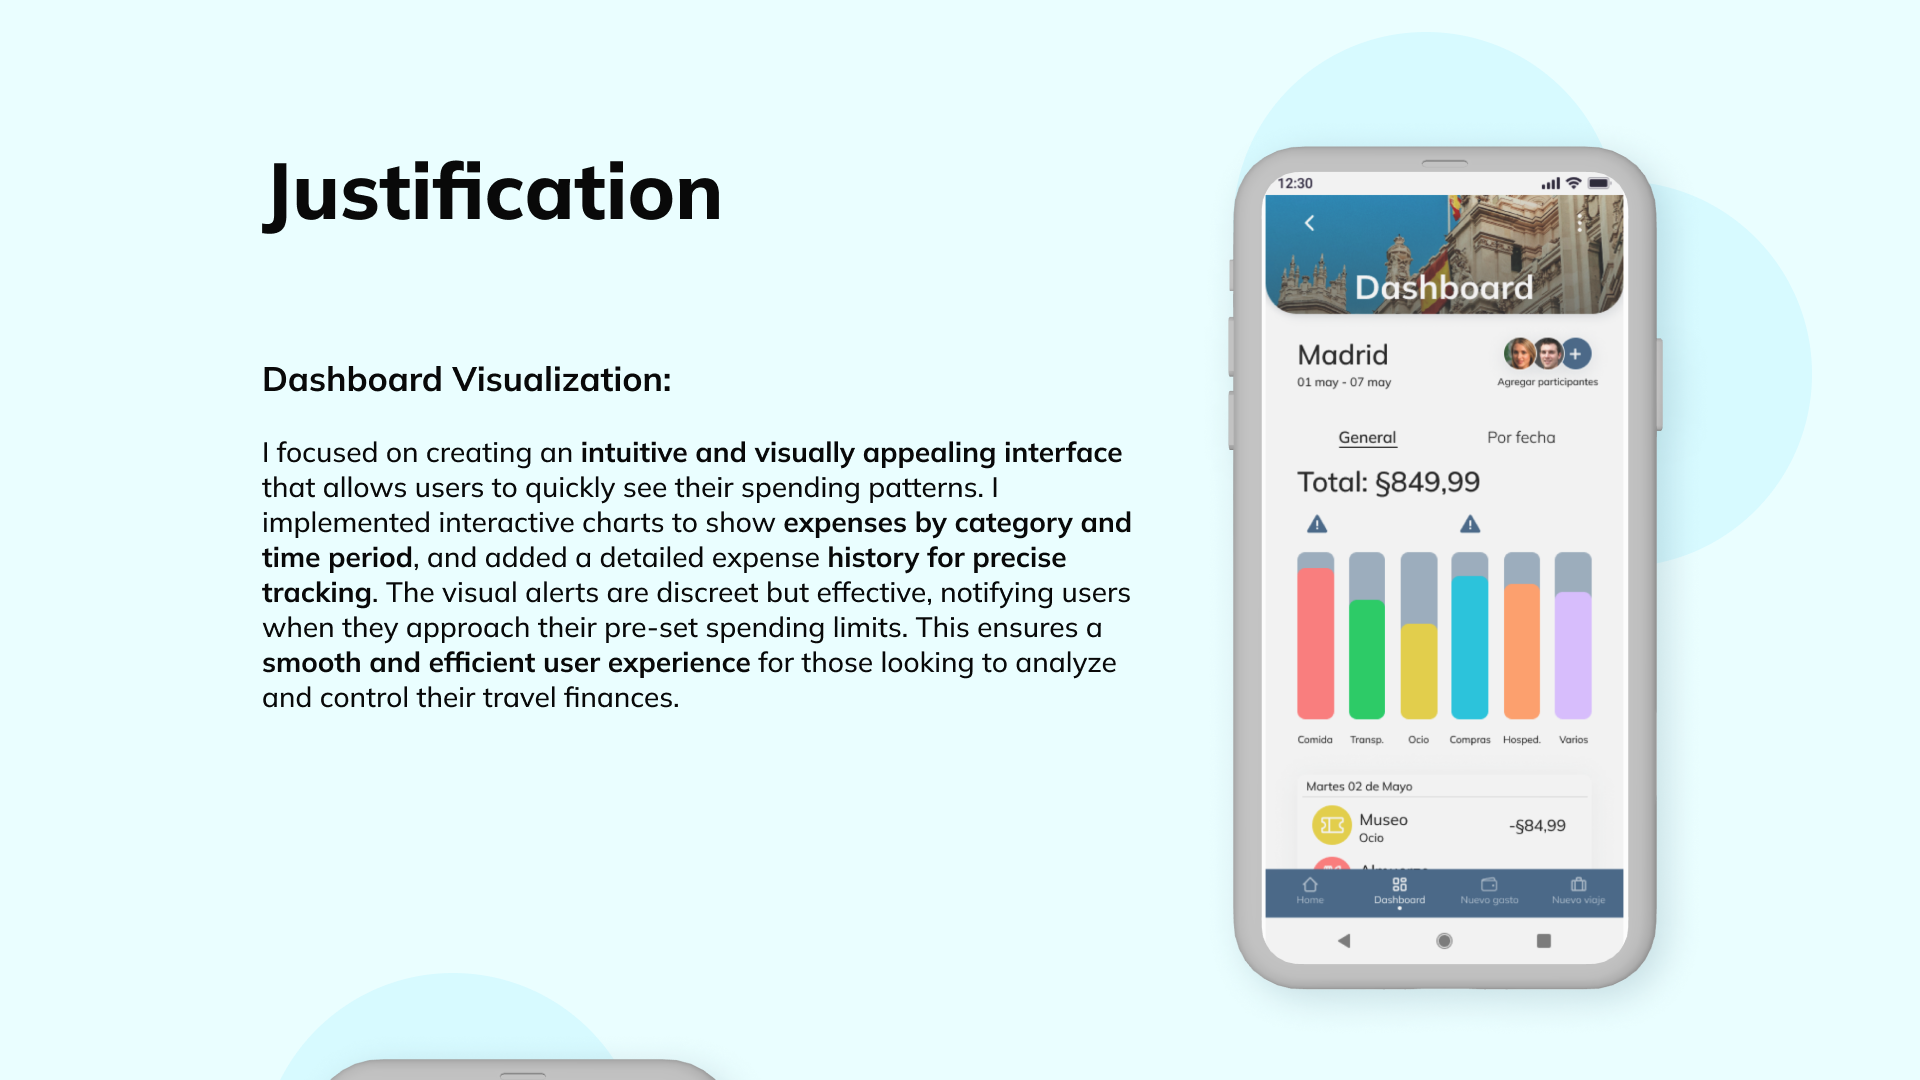 Justification
Dashboard Visualization:
I focused on creating an intuitive and visually appealing interface
that allows users to quickly see their spending patterns. I
implemented interactive charts to show expenses by category and
time period, and added a detailed expense history for precise
tracking. The visual alerts are discreet but effective, notifying users
when they approach their pre-set spending limits. This ensures a
smooth and efficient user experience for those looking to analyze
and control their travel finances.
12:30
Dashboard
Madrid
01 may - 07 may
Agregar participantes
General Por fecha
Total: §849,99
Comida Transp. Ocio Compras Hosped. Varios
Martes 02 de Mayo
Museo
-§84,99
Ocio
Home Dashboard Nuevo gasto Nuevo viaje